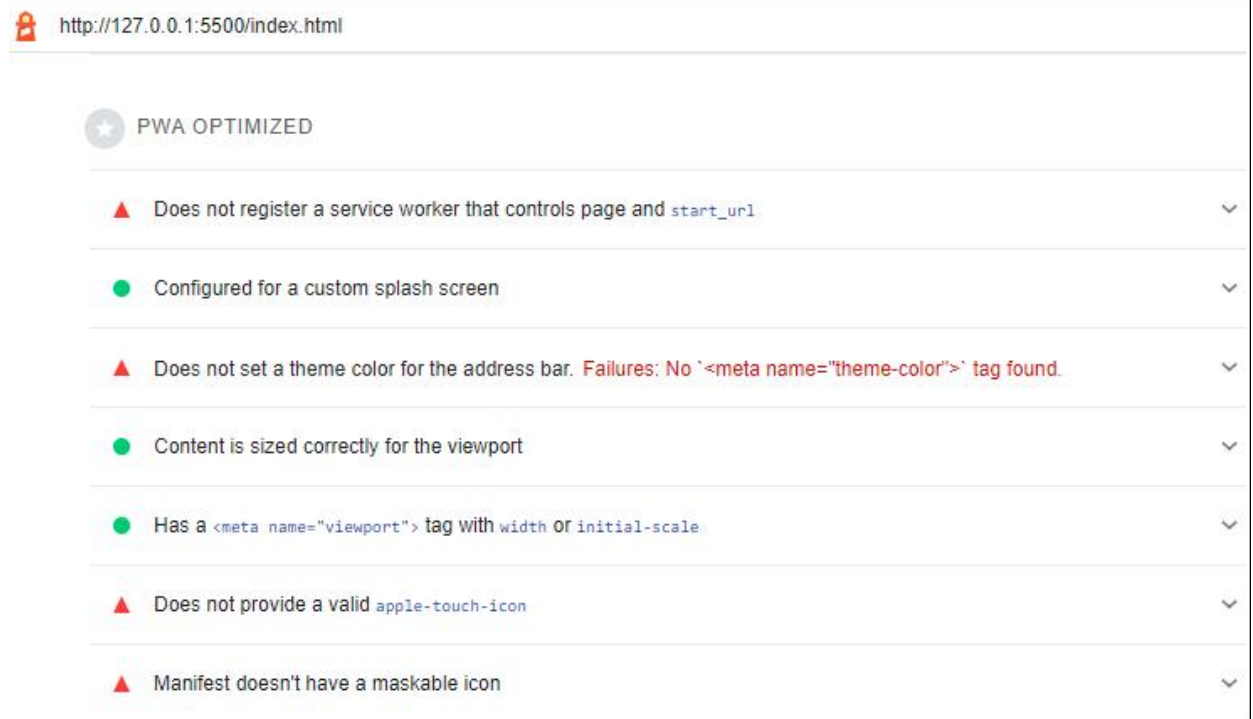 http://127.0.0.1:5500/index.html
PWA OPTIMIZED
Does not register a service worker that controls page and start_url
Configured for a custom splash screen
Does not set a theme color for the address bar. Failures: No `<meta name="theme-color">` tag found.
Content is sized correctly for the viewport
Has a <meta name="viewport"> tag with width or initial-scale
Does not provide a valid apple-touch-icon
Manifest doesn't have a maskable icon